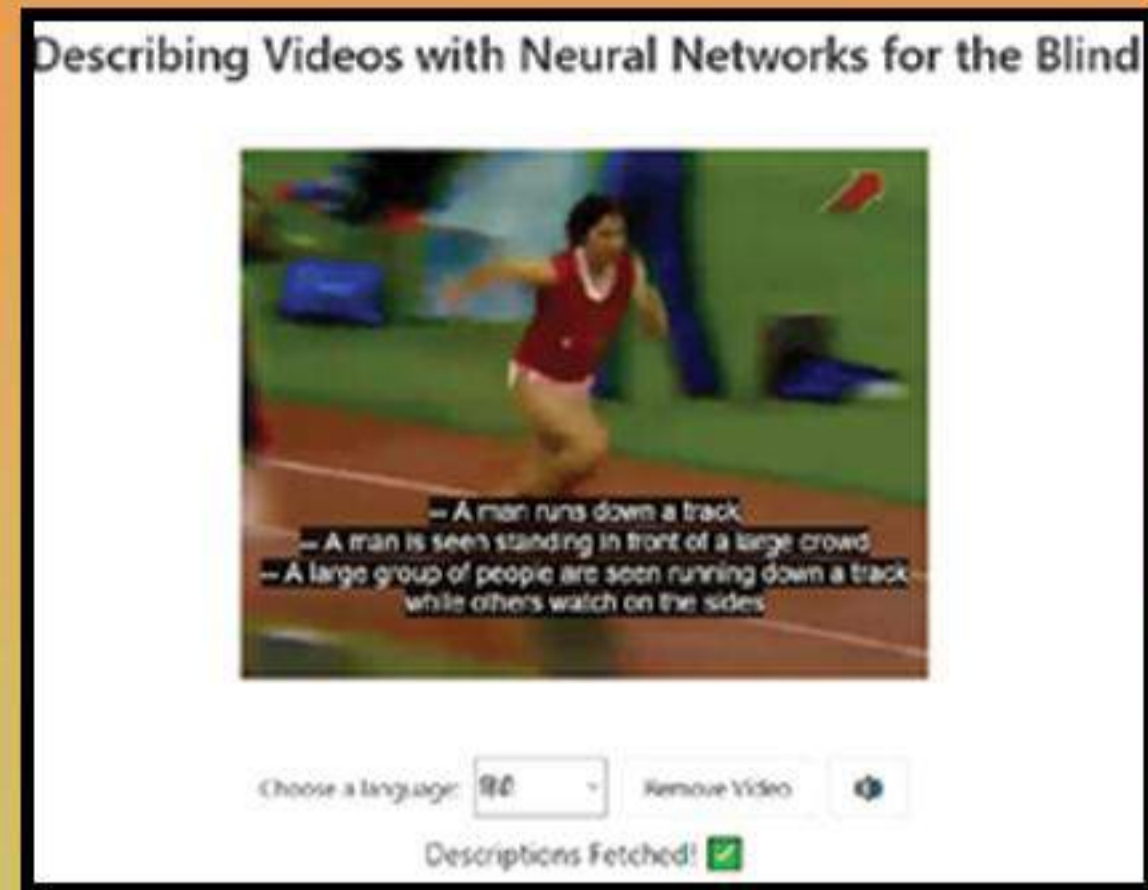 Describing Videos with Neural Networks for the Blind
– A man runs down a track
– A man is seen standing in front of a large crowd
– A large group of people are seen running down a track
while others watch on the sides
Choose a language: Remove Video
Descriptions Fetched!